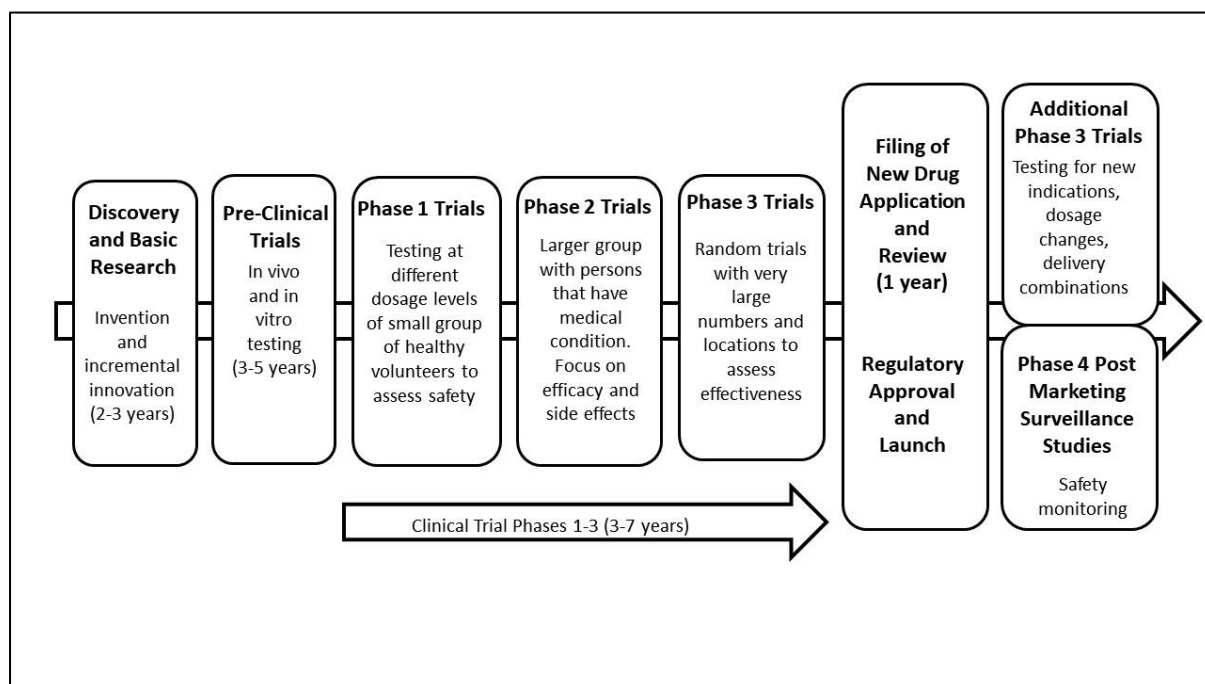 Discovery
and Basic
Research
Invention
and
incremental
innovation
(2-3 years)
Pre-Clinical
Trials
In vivo
and in
vitro
testing
(3-5 years)
Phase 1 Trials
Testing at
different
dosage levels
of small group
of healthy
volunteers to
assess safety
Phase 2 Trials
Larger group
with persons
that have
medical
condition.
Focus on
efficacy and
side effects
Phase 3 Trials
Random trials
with very
large
numbers and
locations to
assess
effectiveness
Clinical Trial Phases 1-3 (3-7 years)
Filing of
New Drug
Application
and
Review
(1 year)
Regulatory
Approval
and
Launch
Additional
Phase 3 Trials
Testing for new
indications,
dosage
changes,
delivery
combinations
Phase 4 Post
Marketing
Surveillance
Studies
Safety
monitoring